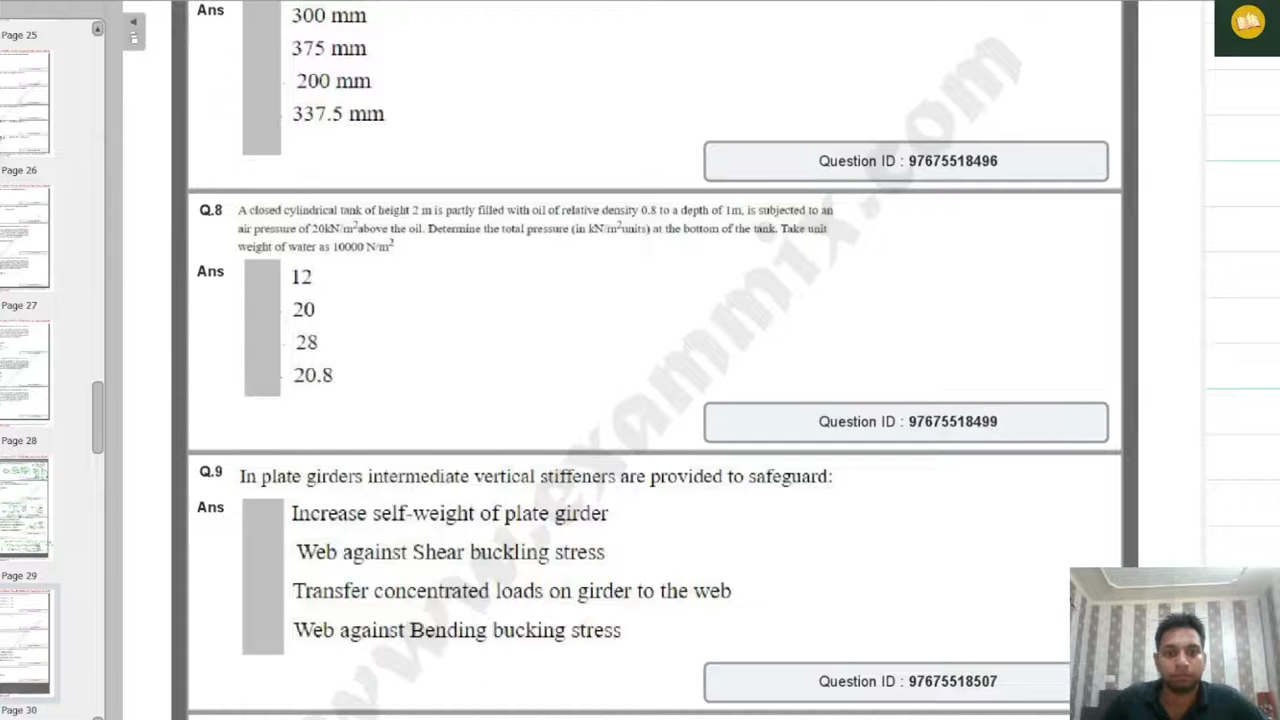 Page 25
Page 26
Page 27
Page 28
Page 29
Page 30
Ans
300 mm
375 mm
200 mm
337.5 mm
Question ID : 97675518496
Q.8 A closed cylindrical tank of height 2 m is partly filled with oil of relative density 0.8 to a depth of 1m, is subjected to an
air pressure of 20kN/m²above the oil. Determine the total pressure (in kN/m²units) at the bottom of the tank. Take unit
weight of water as 10000 N/m²
Ans
12
20
28
20.8
Question ID : 97675518499
Q.9 In plate girders intermediate vertical stiffeners are provided to safeguard:
Ans
Increase self-weight of plate girder
Web against Shear buckling stress
Transfer concentrated loads on girder to the web
Web against Bending bucking stress
Question ID : 97675518507
www.exammix.com